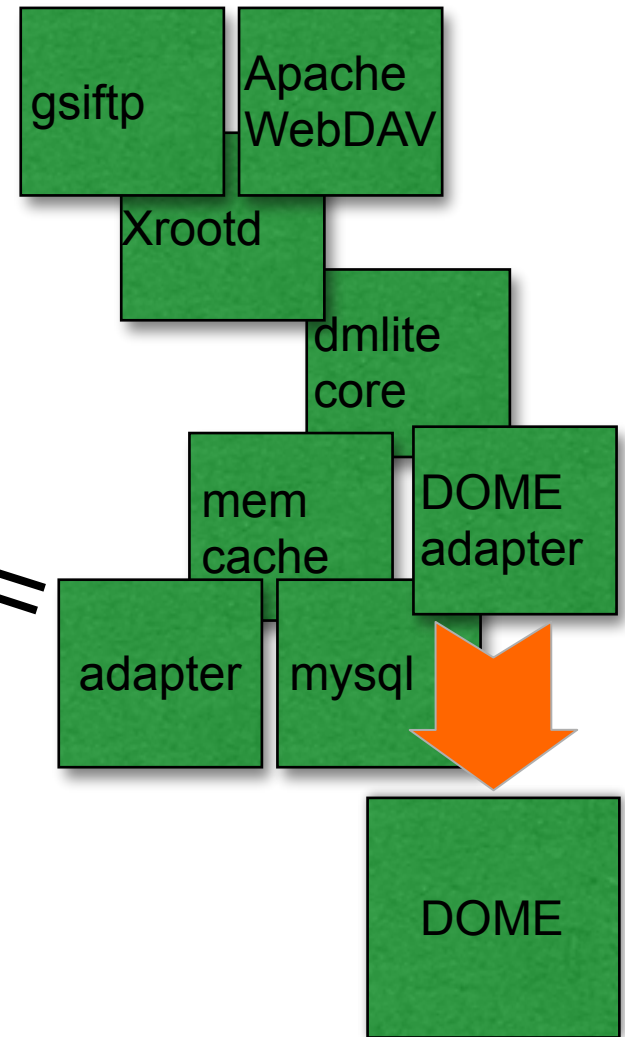 gsiftp
Apache
WebDAV
Xrootd
dmlite
core
mem
cache
DOME
adapter
adapter
mysql
DOME